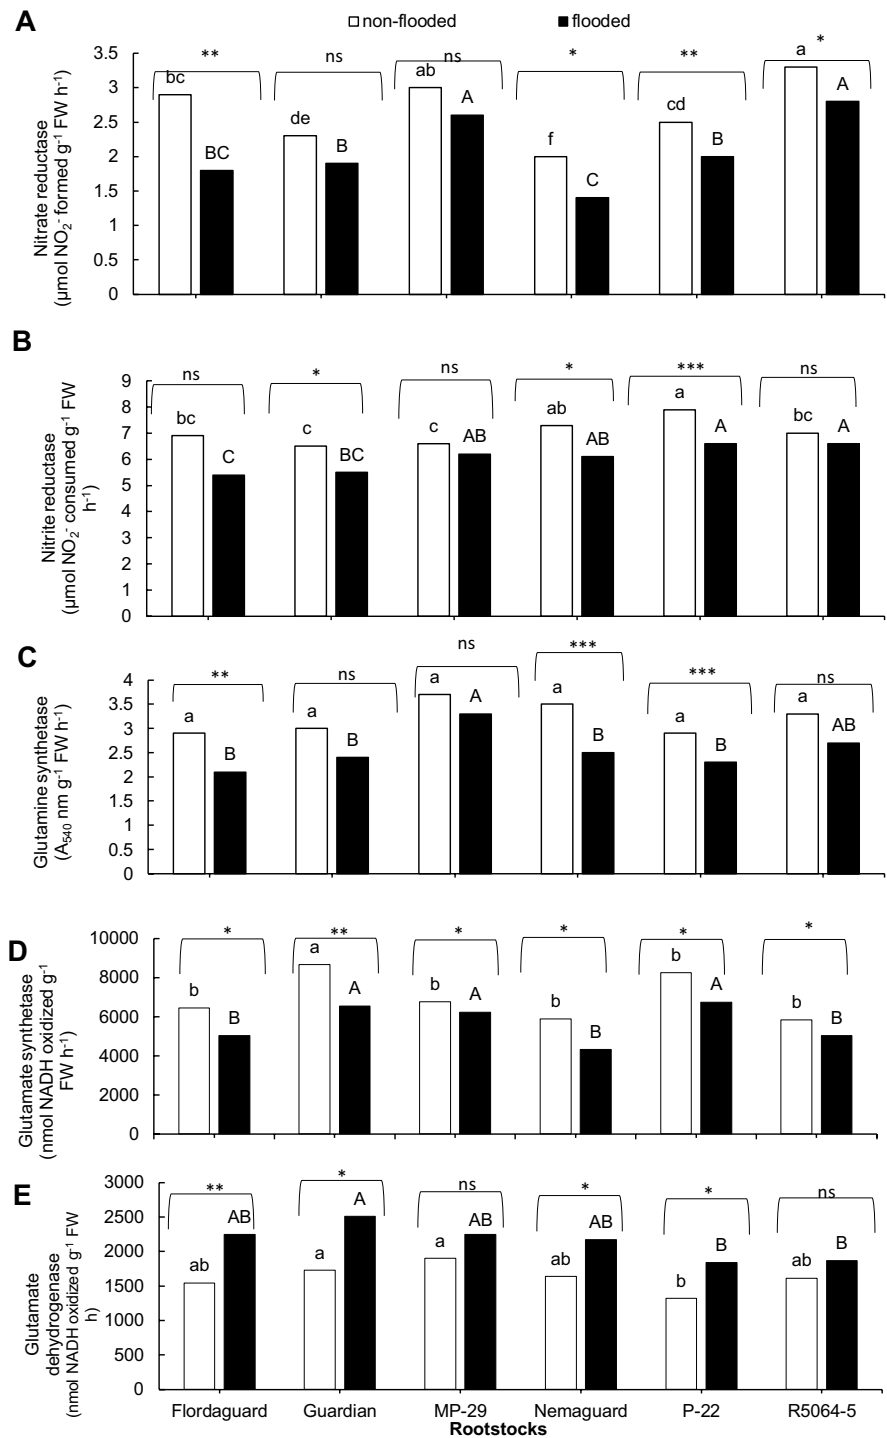 A
non-flooded flooded
** ns ns * ** *
3.5
3
2.5
2
1.5
1
0.5
0
Nitrate reductase
(µmol NO₂⁻ formed g⁻¹ FW h⁻¹)
bc BC de B ab A f C cd B a A
B
ns * ns * *** ns
9
8
7
6
5
4
3
2
1
0
Nitrite reductase
(µmol NO₂⁻ consumed g⁻¹ FW
h⁻¹)
bc C c BC c AB ab AB a A bc A
C
** ns ns *** *** ns
4
3.5
3
2.5
2
1.5
1
0.5
0
Glutamine synthetase
(A₅₄₀ nm g⁻¹ FW h⁻¹)
a B a B a A a B a B a AB
D
* ** * * * *
10000
8000
6000
4000
2000
0
Glutamate synthetase
(nmol NADH oxidized g⁻¹
FW h⁻¹)
b B a A b A b B b A b B
E
** * ns * * ns
3000
2500
2000
1500
1000
500
0
Glutamate
dehydrogenase
(nmol NADH oxidized g⁻¹ FW
h)
ab AB a A a AB ab AB b B ab B
Flordaguard Guardian MP-29 Nemaguard P-22 R5064-5
Rootstocks